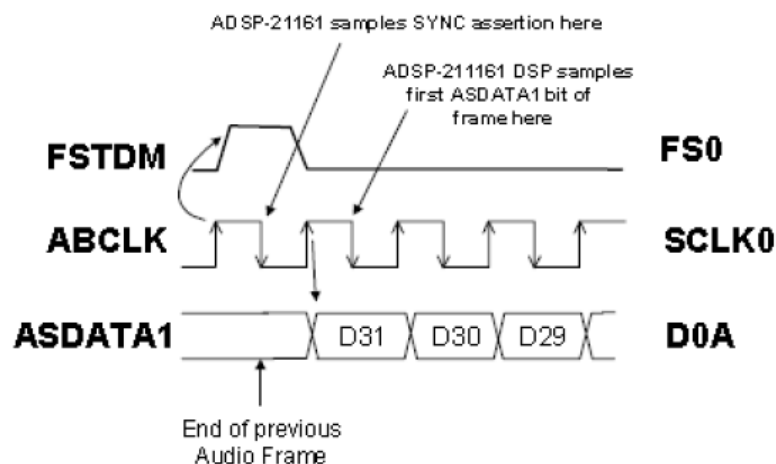 ADSP-21161 samples SYNC assertion here
ADSP-211161 DSP samples
first ASDATA1 bit of
frame here
FSTDM
FS0
ABCLK
SCLK0
ASDATA1
D31
D30
D29
D0A
End of previous
Audio Frame